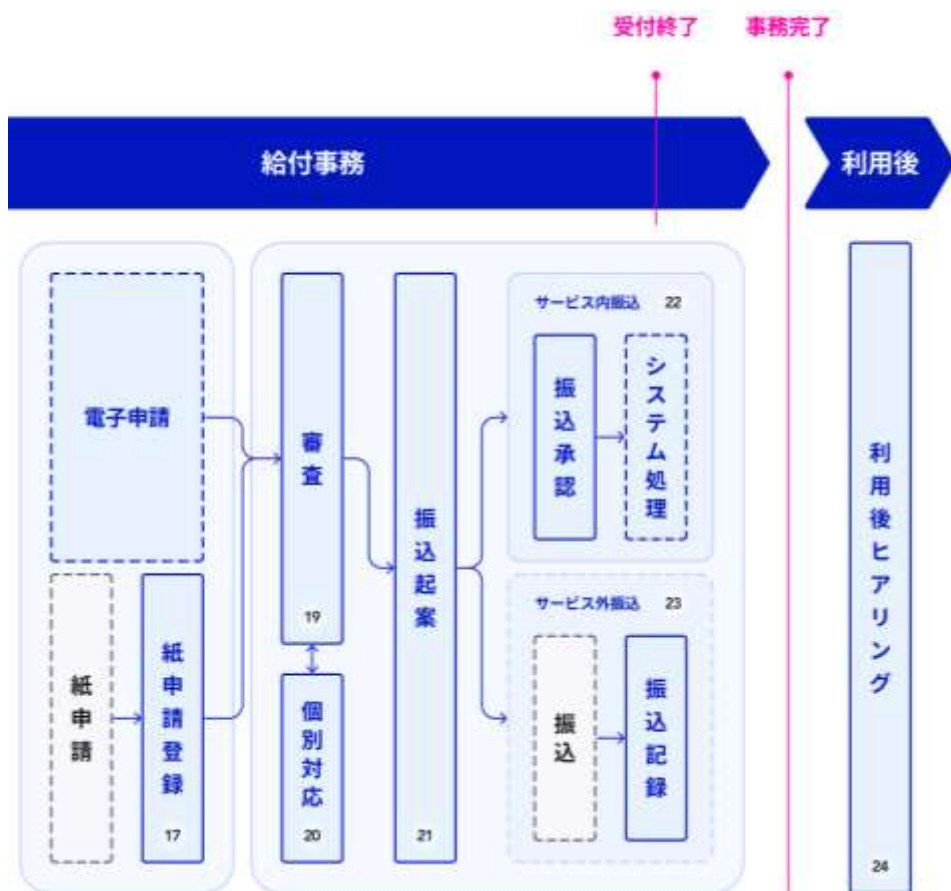 受付終了
事務完了
給付事務
利用後
電子申請
紙申請
紙申請登録
17
審査
19
個別対応
20
振込起案
21
サービス内振込 22
振込承認
システム処理
サービス外振込 23
振込
振込記録
利用後ヒアリング
24